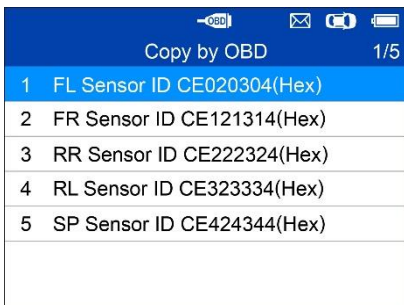 OBD
Copy by OBD 1/5
1 FL Sensor ID CE020304(Hex)
2 FR Sensor ID CE121314(Hex)
3 RR Sensor ID CE222324(Hex)
4 RL Sensor ID CE323334(Hex)
5 SP Sensor ID CE424344(Hex)